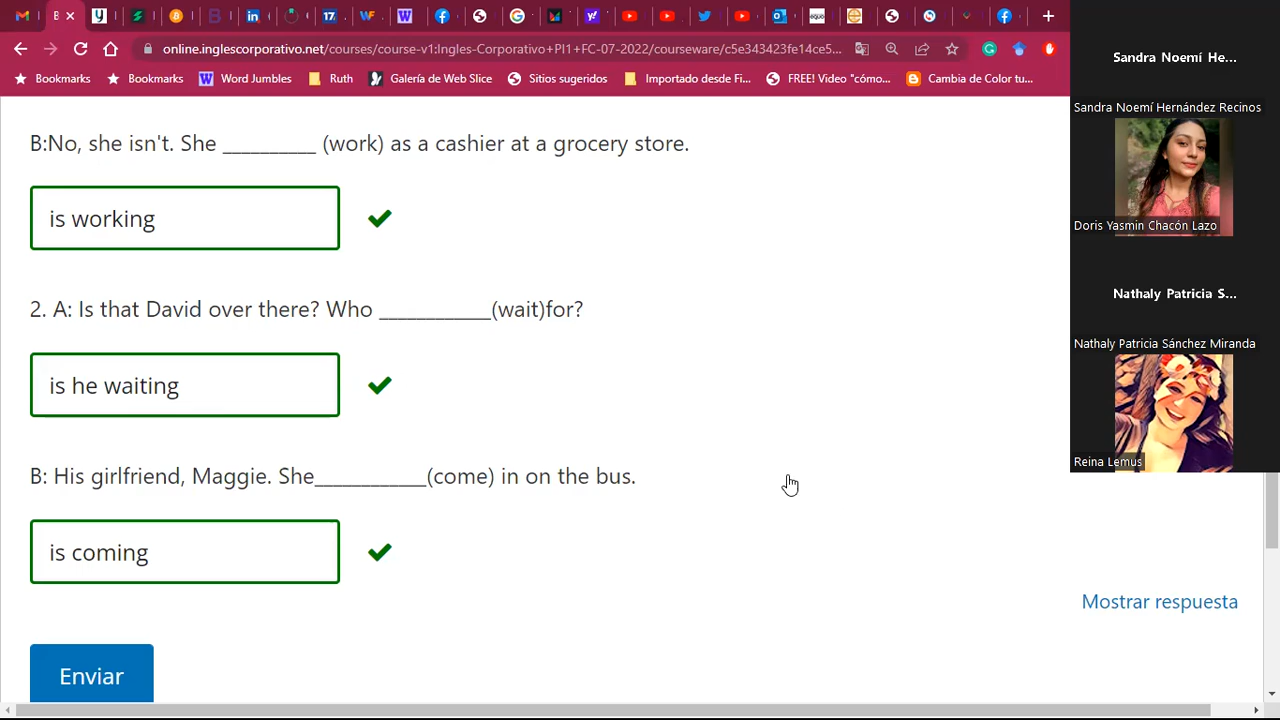 online.inglescorporativo.net/courses/course-v1:Ingles-Corporativo+PI1+FC-07-2022/courseware/c5e343423fe14ce5...
Bookmarks Bookmarks Word Jumbles Ruth Galería de Web Slice Sitios sugeridos Importado desde Fi... FREE! Video "cómo... Cambia de Color tu...
B:No, she isn't. She __________ (work) as a cashier at a grocery store.
is working
2. A: Is that David over there? Who ____________(wait)for?
is he waiting
B: His girlfriend, Maggie. She____________(come) in on the bus.
is coming
Mostrar respuesta
Enviar
Sandra Noemí He...
Sandra Noemí Hernández Recinos
Doris Yasmin Chacón Lazo
Nathaly Patricia S...
Nathaly Patricia Sánchez Miranda
Reina Lemus